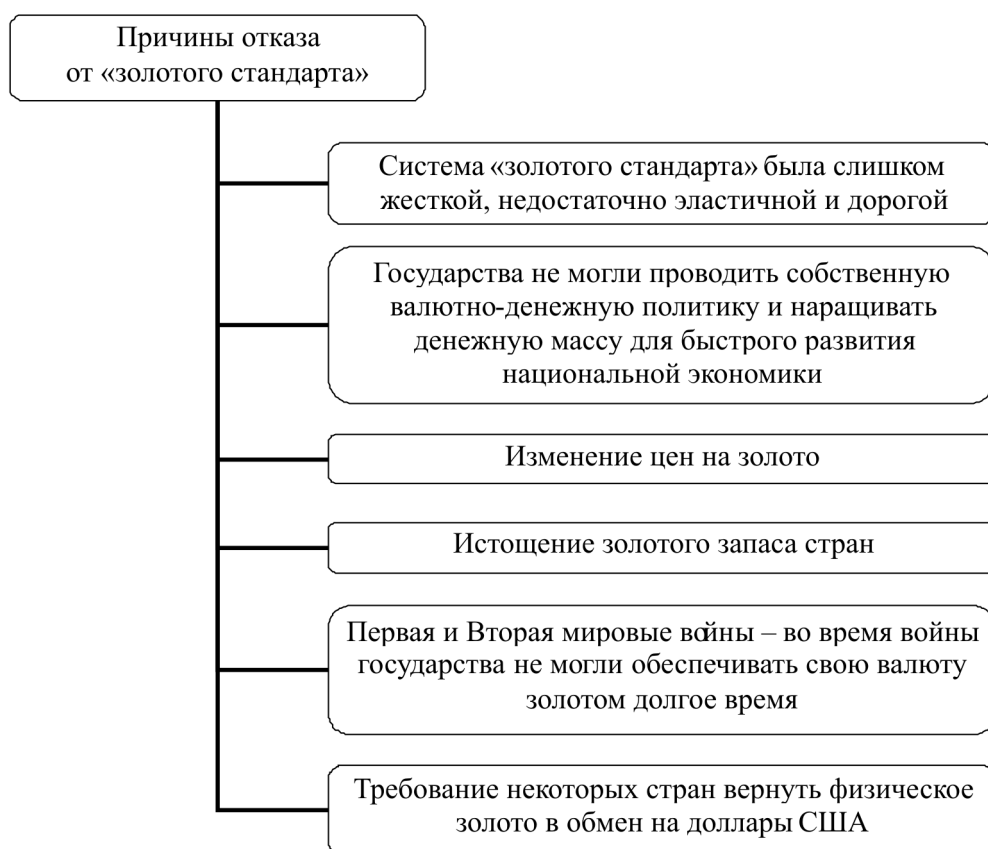 Причины отказа
от «золотого стандарта»
Система «золотого стандарта» была слишком
жесткой, недостаточно эластичной и дорогой
Государства не могли проводить собственную
валютно-денежную политику и наращивать
денежную массу для быстрого развития
национальной экономики
Изменение цен на золото
Истощение золотого запаса стран
Первая и Вторая мировые войны – во время войны
государства не могли обеспечивать свою валюту
золотом долгое время
Требование некоторых стран вернуть физическое
золото в обмен на доллары США